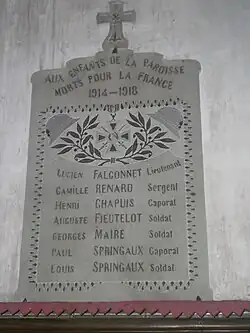 AUX ENFANTS DE LA PAROISSE
MORTS POUR LA FRANCE
1914-1918
LUCIEN FALCONNET Lieutenant
CAMILLE RENARD Sergent
HENRI CHAPUIS Caporal
AUGUSTE FIEUTELOT Soldat
GEORGES MAIRE Soldat
PAUL SPRINGAUX Caporal
LOUIS SPRINGAUX Soldat